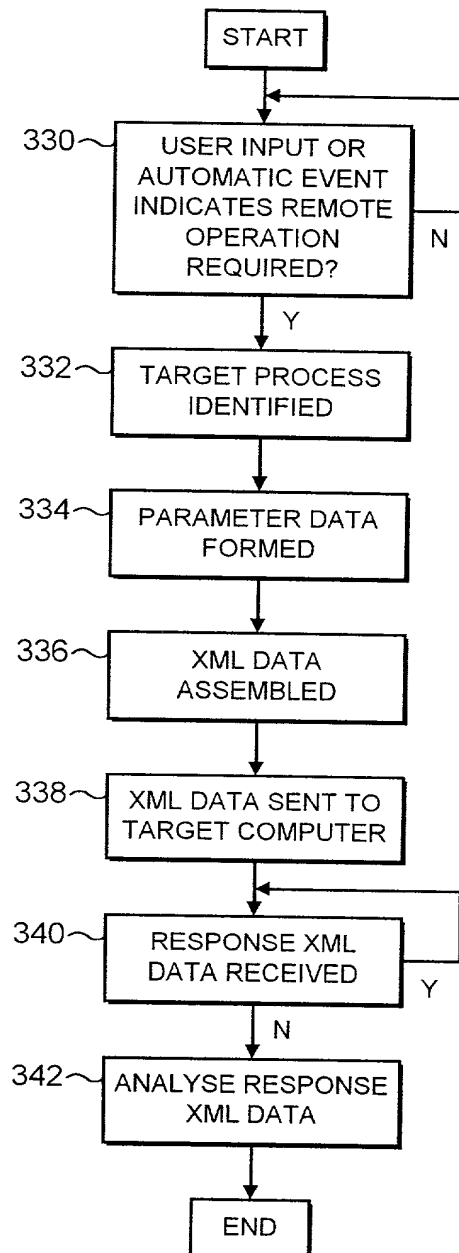 START
330
USER INPUT OR
AUTOMATIC EVENT
INDICATES REMOTE
OPERATION
REQUIRED?
N
Y
332
TARGET PROCESS
IDENTIFIED
334
PARAMETER DATA
FORMED
336
XML DATA
ASSEMBLED
338
XML DATA SENT TO
TARGET COMPUTER
340
RESPONSE XML
DATA RECEIVED
Y
N
342
ANALYSE RESPONSE
XML DATA
END